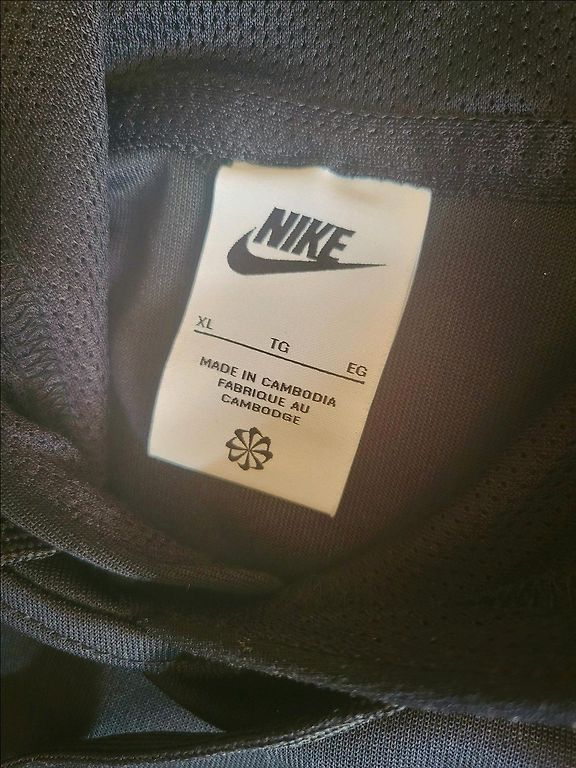 NIKE
XL TG EG
MADE IN CAMBODIA
FABRIQUE AU
CAMBODGE